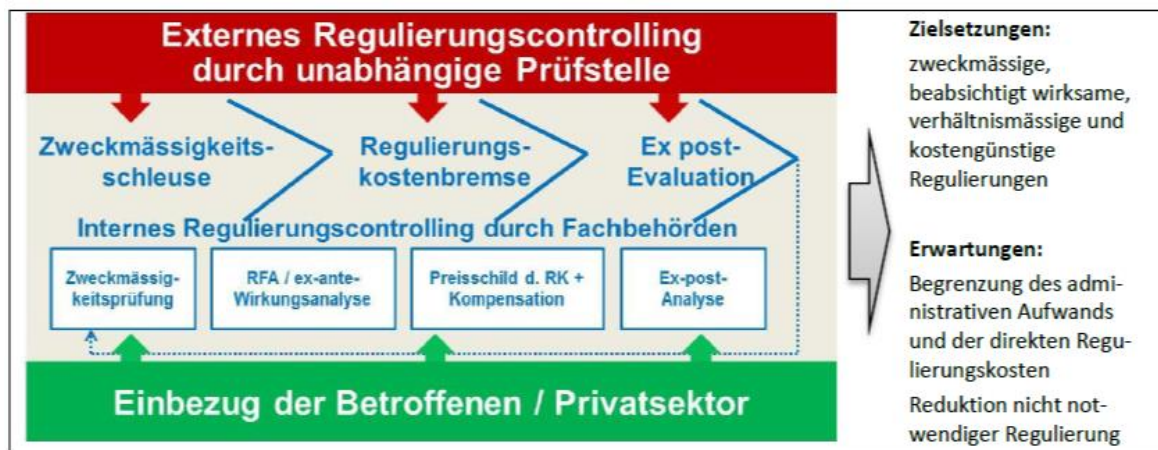 Externes Regulierungscontrolling
durch unabhängige Prüfstelle
Zweckmässigkeits-
schleuse
Regulierungs-
kostenbremse
Ex post-
Evaluation
Internes Regulierungscontrolling durch Fachbehörden
Zweckmässig-
keitsprüfung
RFA / ex-ante-
Wirkungsanalyse
Preisschild d. RK +
Kompensation
Ex-post-
Analyse
Einbezug der Betroffenen / Privatsektor
Zielsetzungen:
zweckmässige,
beabsichtigt wirksame,
verhältnismässige und
kostengünstige
Regulierungen
Erwartungen:
Begrenzung des admi-
nistrativen Aufwands
und der direkten Regu-
lierungskosten
Reduktion nicht not-
wendiger Regulierung